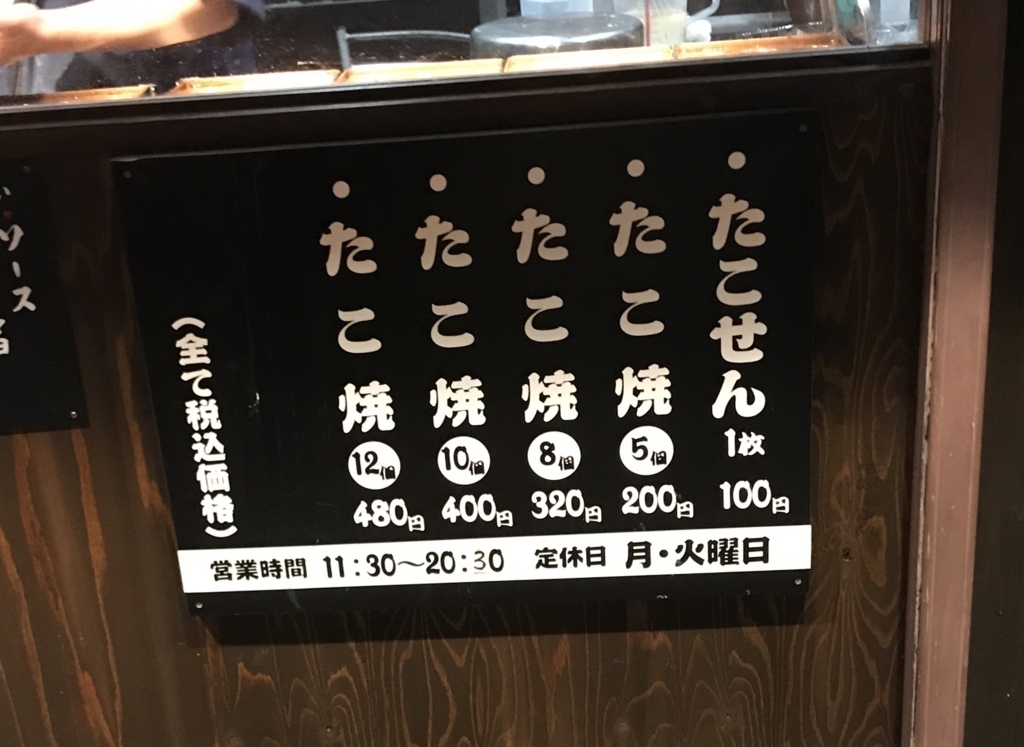 たこせん 1枚 100円
たこ焼 5個 200円
たこ焼 8個 320円
たこ焼 10個 400円
たこ焼 12個 480円
(全て税込価格)
営業時間 11:30〜20:30 定休日 月・火曜日
ソース